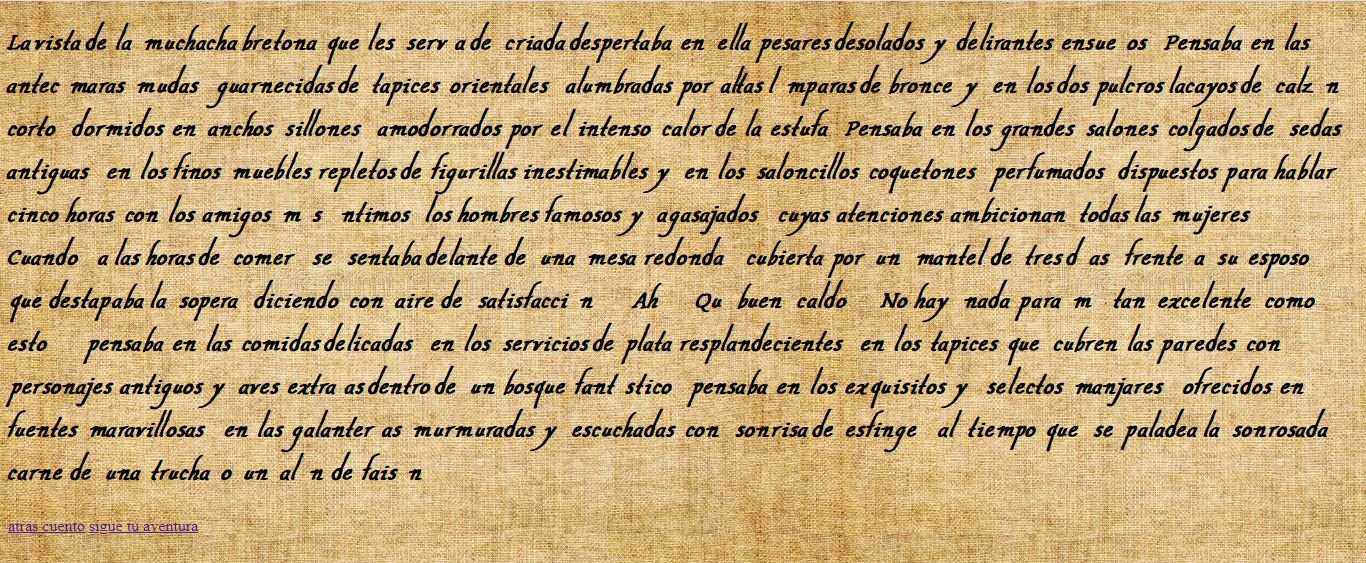 La vista de la muchacha bretona que les serv a de criada despertaba en ella pesares desolados y delirantes ensue os Pensaba en las
antec maras mudas guarnecidas de tapices orientales alumbradas por altas l mparas de bronce y en los dos pulcros lacayos de calz n
corto dormidos en anchos sillones amodorrados por el intenso calor de la estufa Pensaba en los grandes salones colgados de sedas
antiguas en los finos muebles repletos de figurillas inestimables y en los saloncillos coquetones perfumados dispuestos para hablar
cinco horas con los amigos m s ntimos los hombres famosos y agasajados cuyas atenciones ambicionan todas las mujeres
Cuando a las horas de comer se sentaba delante de una mesa redonda cubierta por un mantel de tres d as frente a su esposo
que destapaba la sopera diciendo con aire de satisfacci n Ah Qu buen caldo No hay nada para m tan excelente como
esto pensaba en las comidas delicadas en los servicios de plata resplandecientes en los tapices que cubren las paredes con
personajes antiguos y aves extra as dentro de un bosque fant stico pensaba en los exquisitos y selectos manjares ofrecidos en
fuentes maravillosas en las galanter as murmuradas y escuchadas con sonrisa de esfinge al tiempo que se paladea la sonrosada
carne de una trucha o un al n de fais n
atras cuento sigue tu aventura